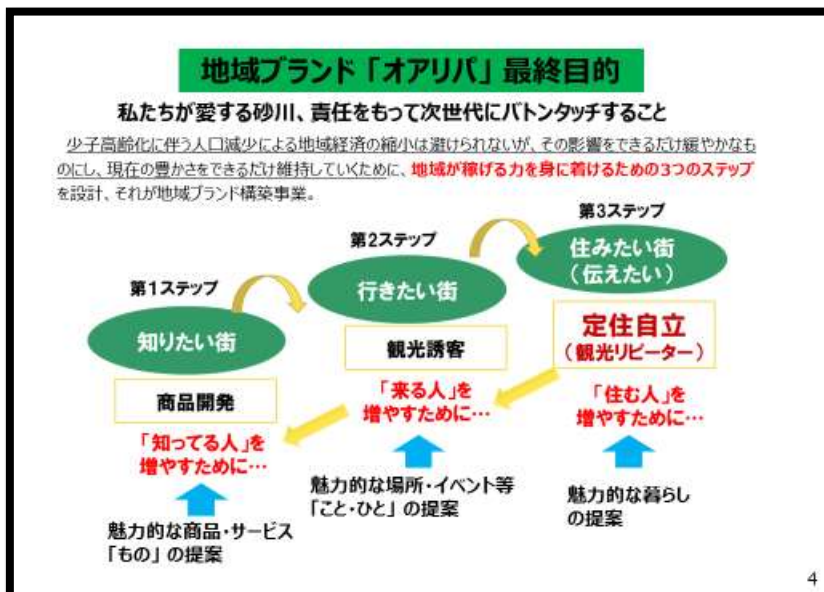 地域ブランド「オアリパ」最終目的
私たちが愛する砂川、責任をもって次世代にバトンタッチすること
少子高齢化に伴う人口減少による地域経済の縮小は避けられないが、その影響をできるだけ緩やかなも
のにし、現在の豊かさをできるだけ維持していくために、地域が稼げる力を身に着けるための3つのステップ
を設計、それが地域ブランド構築事業。
第1ステップ
知りたい街
商品開発
「知ってる人」を
増やすために…
魅力的な商品・サービス
「もの」の提案
第2ステップ
行きたい街
観光誘客
「来る人」を
増やすために…
魅力的な場所・イベント等
「こと・ひと」の提案
第3ステップ
住みたい街
(伝えたい)
定住自立
(観光リピーター)
「住む人」を
増やすために…
魅力的な暮らし
の提案
4